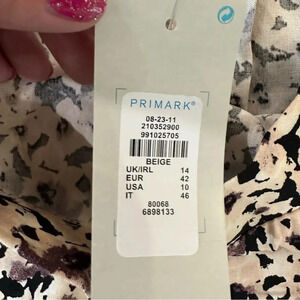 PRIMARK®
08-23-11
210352900
991025705
BEIGE
UK/IRL 14
EUR 42
USA 10
IT 46
80068
6898133